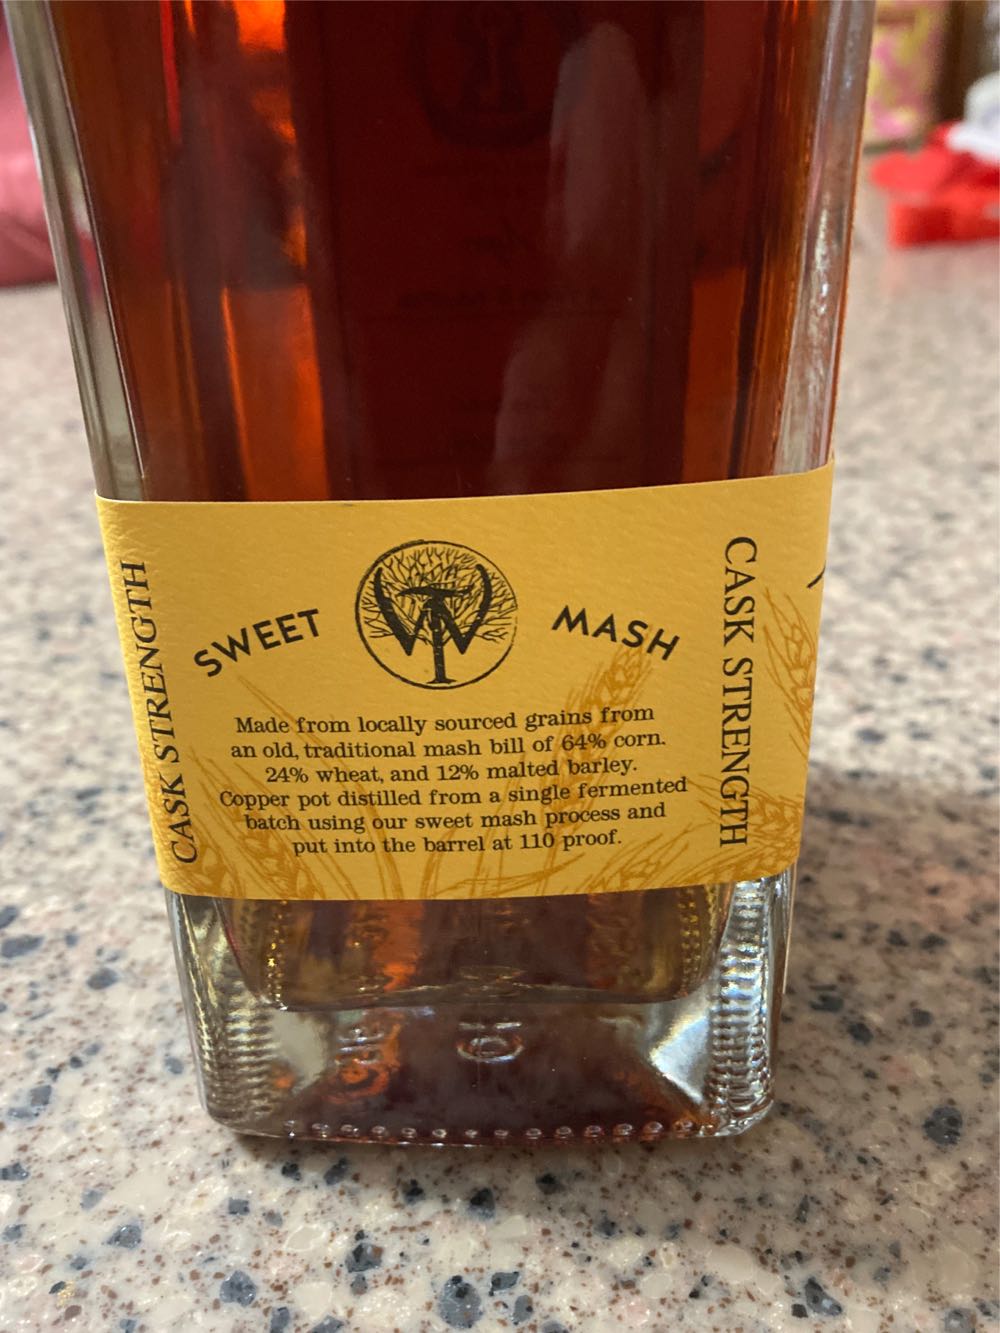 CASK STRENGTH
SWEET
WT
MASH
Made from locally sourced grains from
an old, traditional mash bill of 64% corn.
24% wheat, and 12% malted barley.
Copper pot distilled from a single fermented
batch using our sweet mash process and
put into the barrel at 110 proof.
CASK STRENGTH